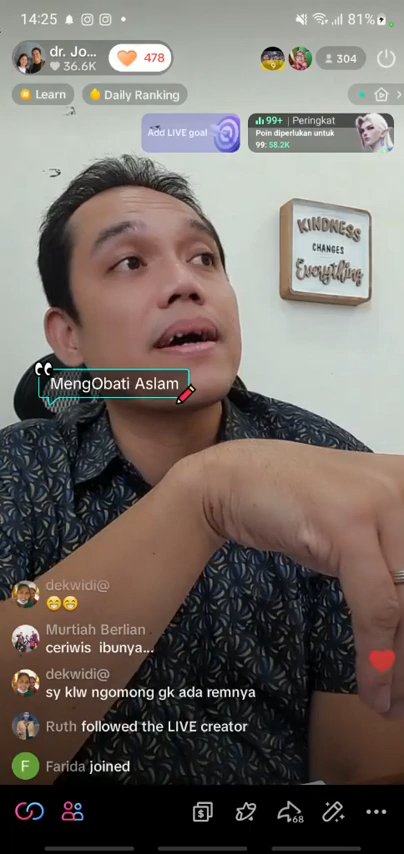 14:25
81%
dr. Jo...
36.6K
478
304
Learn
Daily Ranking
Add LIVE goal
99+ | Peringkat
Poin diperlukan untuk
99: 58.2K
KINDNESS
CHANGES
Everything
MengObati Aslam
dekwidi@
😁😁
Murtiah Berlian
ceriwis ibunya...
dekwidi@
sy klw ngomong gk ada remnya
Ruth followed the LIVE creator
F
Farida joined
$
68